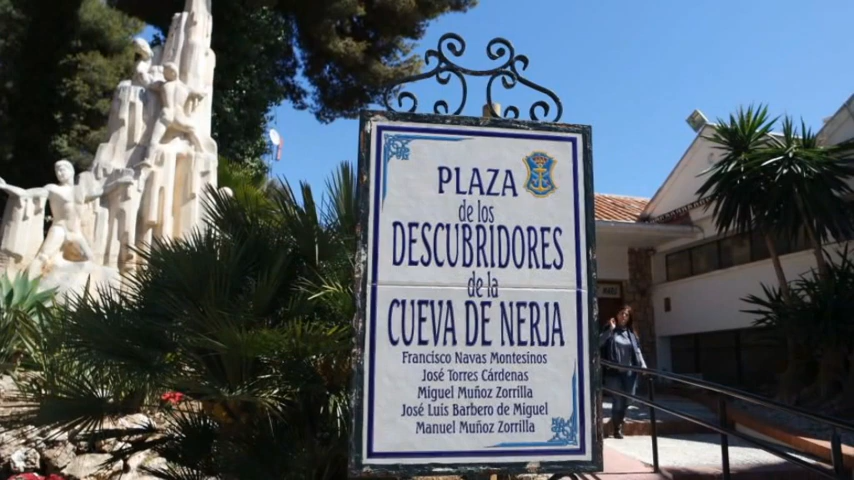 PLAZA
de los
DESCUBRIDORES
de la
CUEVA DE NERJA
Francisco Navas Montesinos
José Torres Cárdenas
Miguel Muñoz Zorrilla
José Luis Barbero de Miguel
Manuel Muñoz Zorrilla